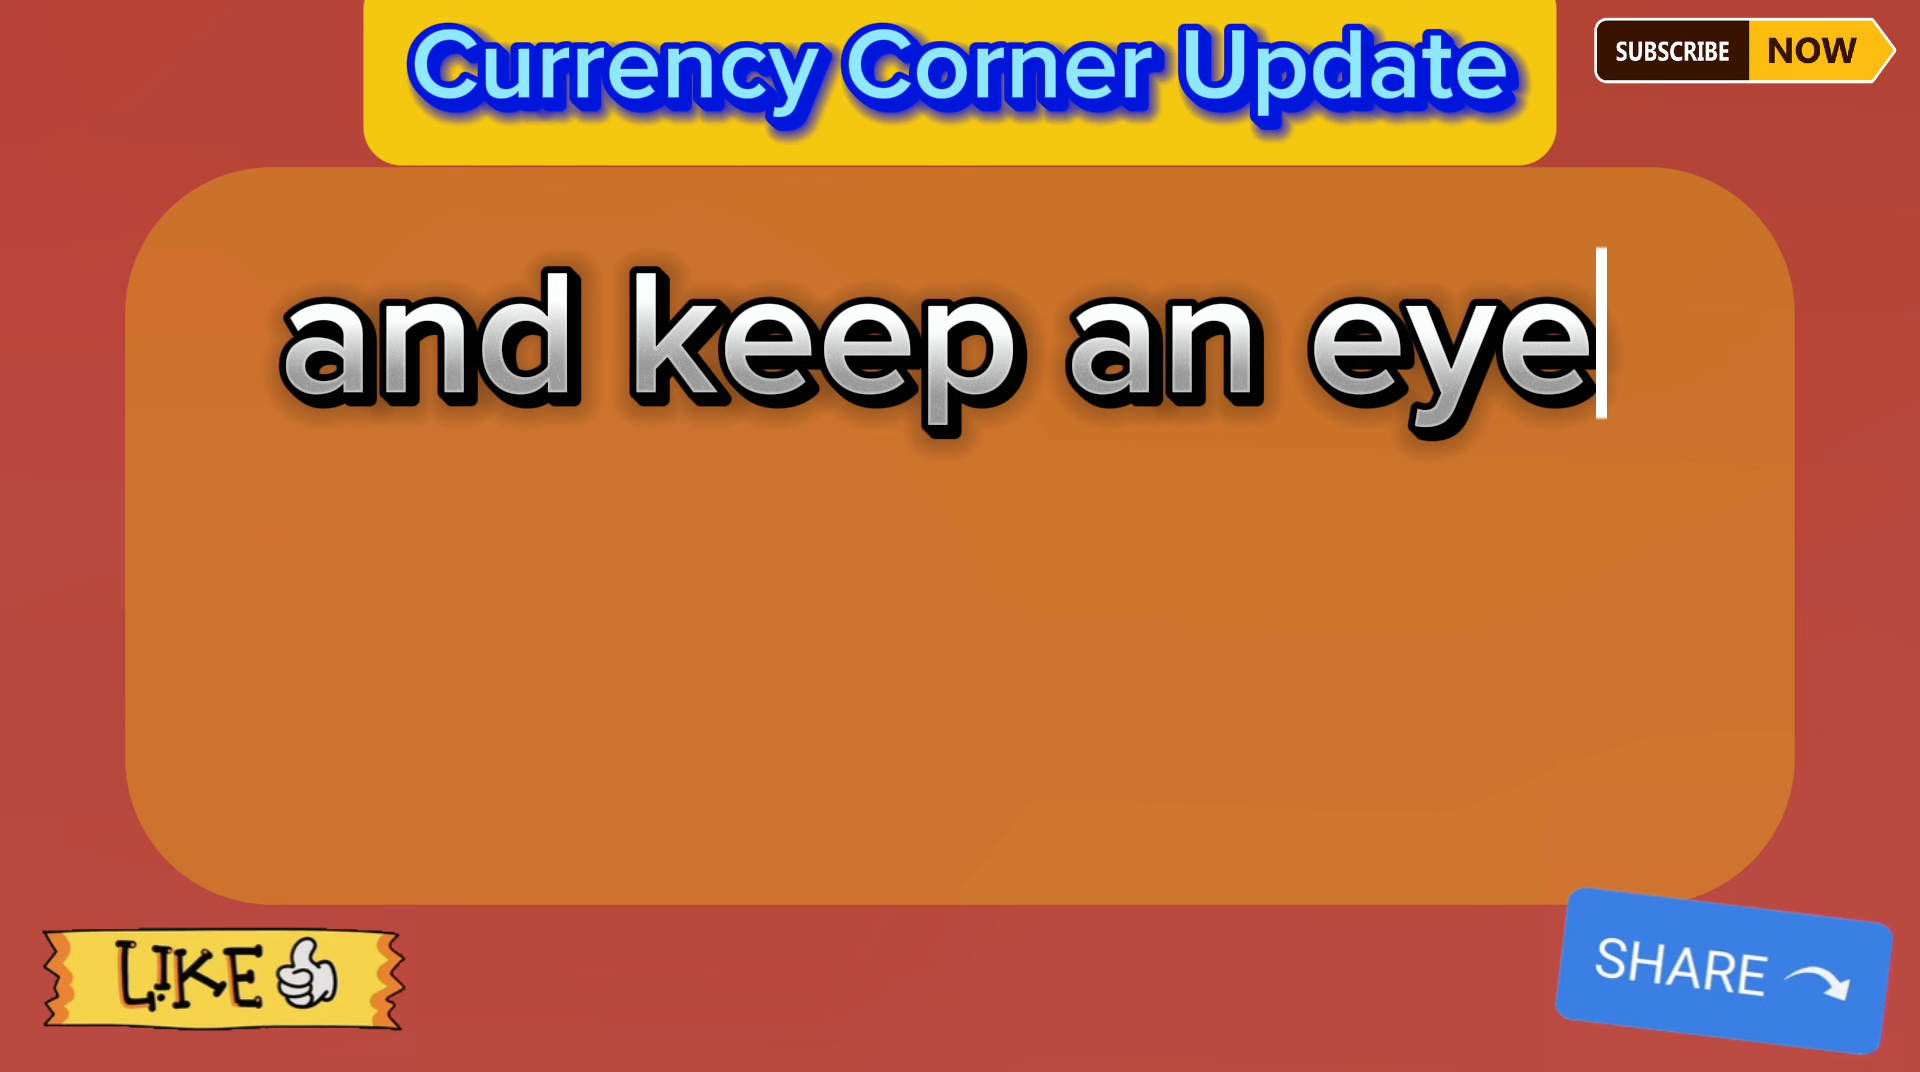 Currency Corner Update
SUBSCRIBE NOW
and keep an eye
LIKE
SHARE